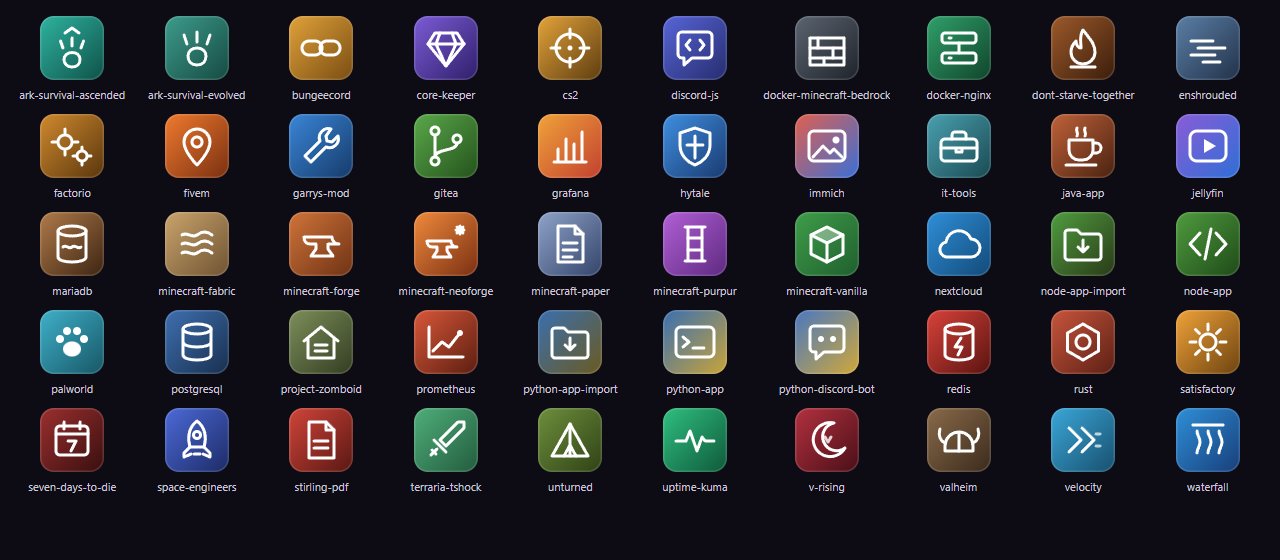 ark-survival-ascended ark-survival-evolved bungeecord core-keeper cs2 discord-js docker-minecraft-bedrock docker-nginx dont-starve-together enshrouded
factorio fivem garrys-mod gitea grafana hytale immich it-tools java-app jellyfin
mariadb minecraft-fabric minecraft-forge minecraft-neoforge minecraft-paper minecraft-purpur minecraft-vanilla nextcloud node-app-import node-app
palworld postgresql project-zomboid prometheus python-app-import python-app python-discord-bot redis rust satisfactory
7
seven-days-to-die space-engineers stirling-pdf terraria-tshock unturned uptime-kuma v-rising valheim velocity waterfall